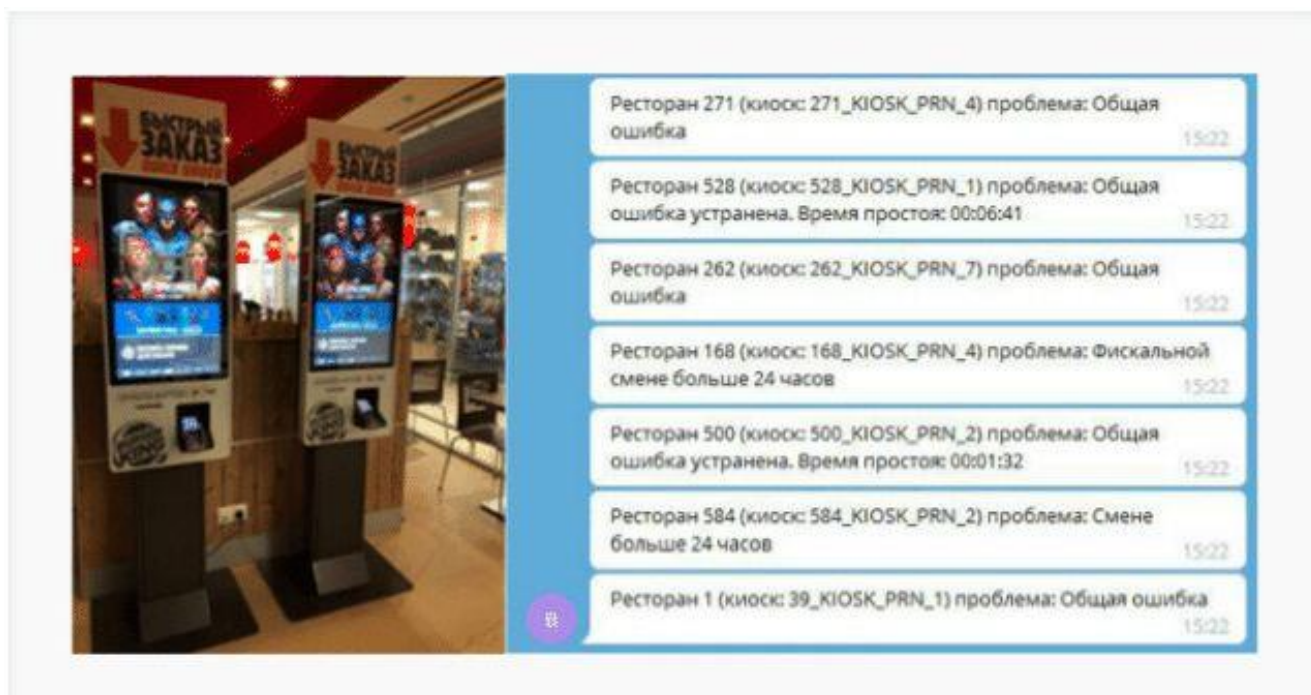 БЫСТРЫЙ
ЗАКАЗ
БЫСТРЫЙ
ЗАКАЗ
Ресторан 271 (киоск: 271_KIOSK_PRN_4) проблема: Общая
ошибка
15:22
Ресторан 528 (киоск: 528_KIOSK_PRN_1) проблема: Общая
ошибка устранена. Время простоя: 00:06:41
15:22
Ресторан 262 (киоск: 262_KIOSK_PRN_7) проблема: Общая
ошибка
15:22
Ресторан 168 (киоск: 168_KIOSK_PRN_4) проблема: Фискальной
смене больше 24 часов
15:22
Ресторан 500 (киоск: 500_KIOSK_PRN_2) проблема: Общая
ошибка устранена. Время простоя: 00:01:32
15:22
Ресторан 584 (киоск: 584_KIOSK_PRN_2) проблема: Смене
больше 24 часов
15:22
Ресторан 1 (киоск: 39_KIOSK_PRN_1) проблема: Общая ошибка
15:22